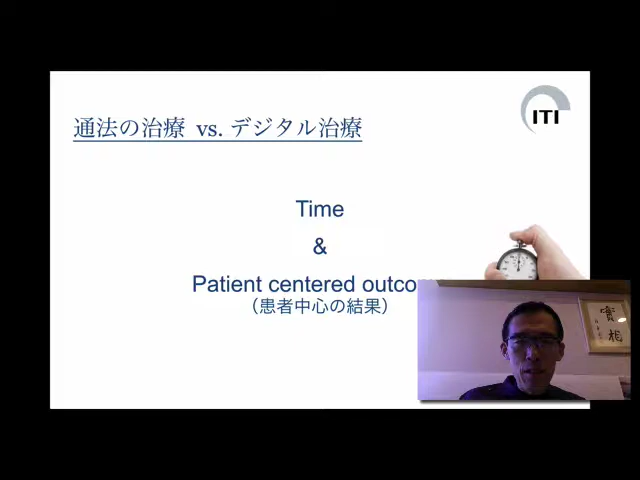 通法の治療 vs. デジタル治療
ITI
Time
&
Patient centered outco
（患者中心の結果）